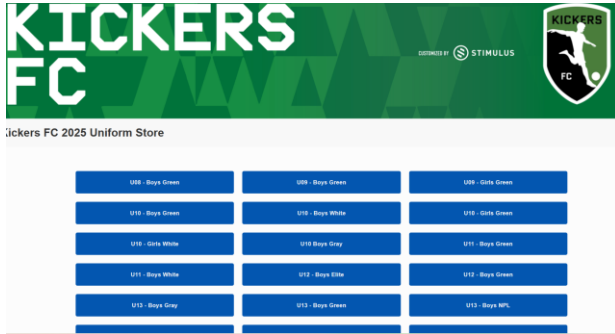 KICKERS
FC
CUSTOMIZED BY STIMULUS
KICKERS
FC
Kickers FC 2025 Uniform Store
U08 - Boys Green
U09 - Boys Green
U09 - Girls Green
U10 - Boys Green
U10 - Boys White
U10 - Girls Green
U10 - Girls White
U10 Boys Gray
U11 - Boys Green
U11 - Boys White
U12 - Boys Elite
U12 - Boys Green
U13 - Boys Gray
U13 - Boys Green
U13 - Boys NPL